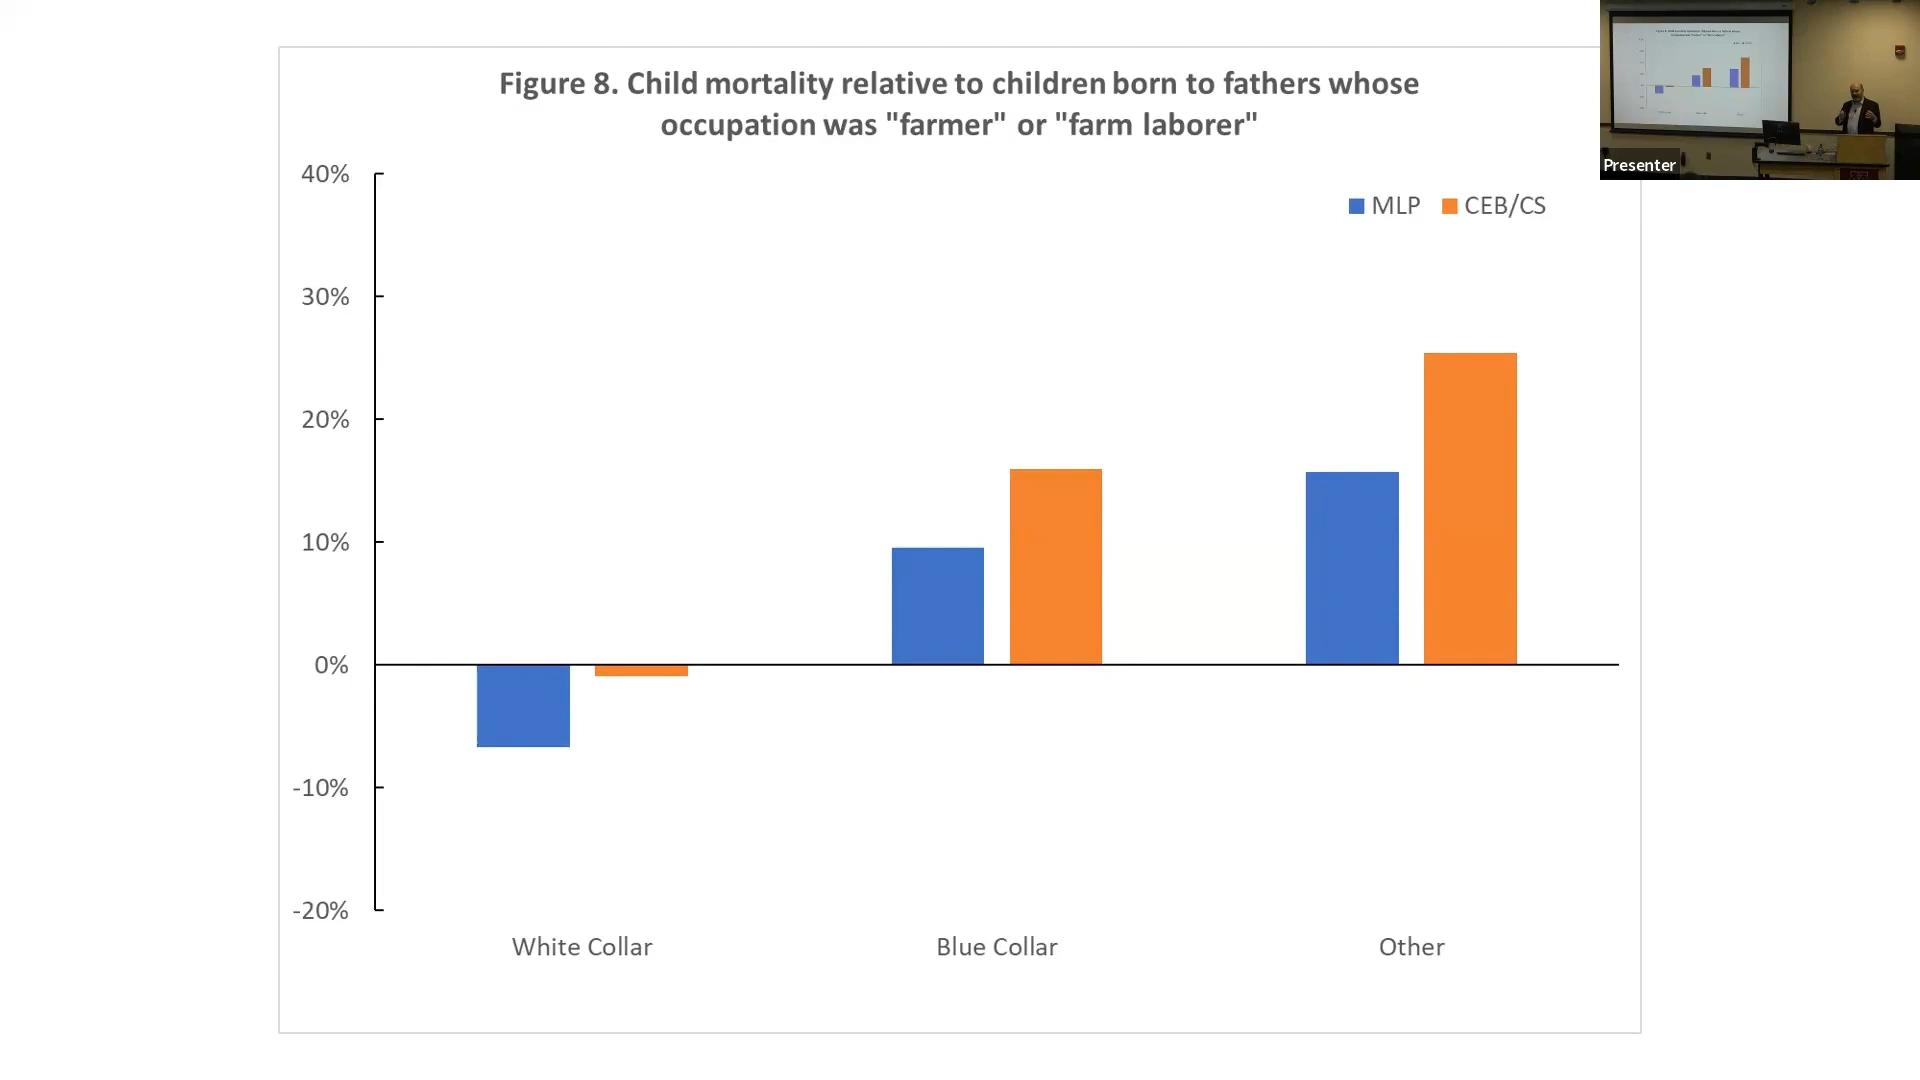 Figure 8. Child mortality relative to children born to fathers whose
occupation was "farmer" or "farm laborer"
MLP CEB/CS
40%
30%
20%
10%
0%
-10%
-20%
White Collar Blue Collar Other
Presenter